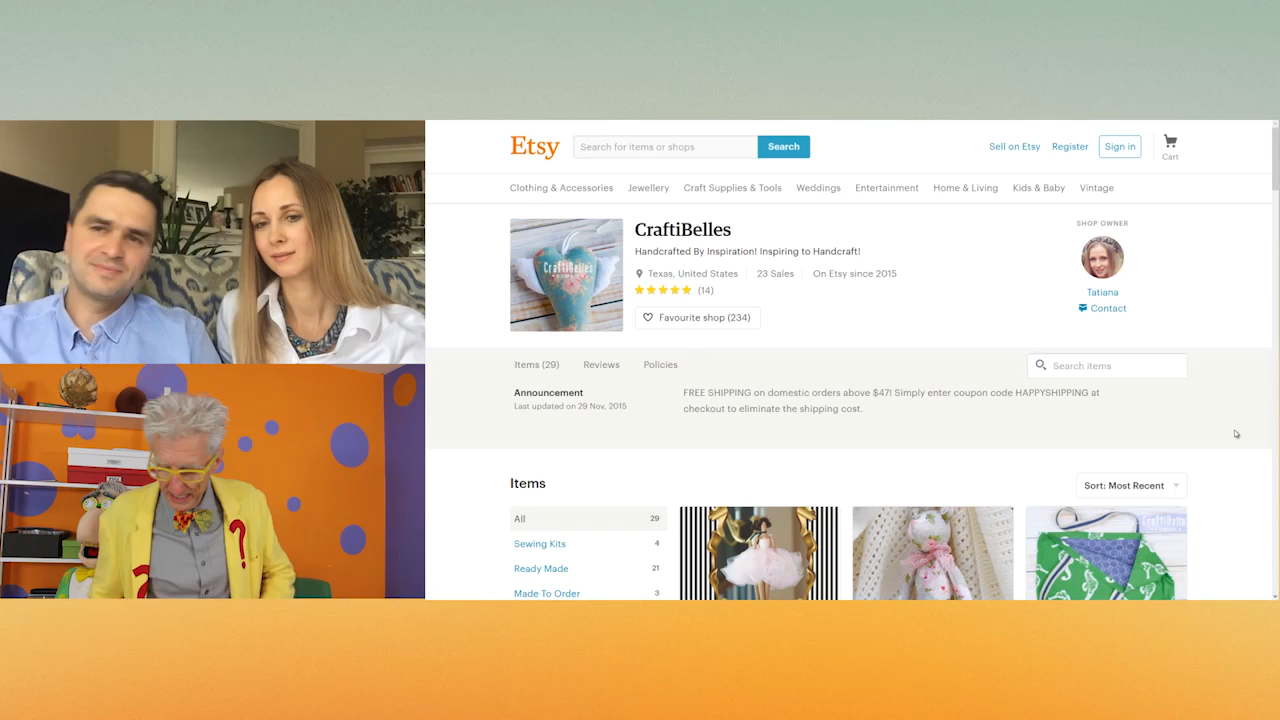 Etsy
Search for items or shops
Search
Sell on Etsy
Register
Sign in
Cart
Clothing & Accessories
Jewellery
Craft Supplies & Tools
Weddings
Entertainment
Home & Living
Kids & Baby
Vintage
CraftiBelles
CraftiBelles
Handcrafted By Inspiration! Inspiring to Handcraft!
Texas, United States
23 Sales
On Etsy since 2015
(14)
Favourite shop (234)
SHOP OWNER
Tatiana
Contact
Items (29)
Reviews
Policies
Search items
Announcement
Last updated on 29 Nov, 2015
FREE SHIPPING on domestic orders above $47! Simply enter coupon code HAPPYSHIPPING at
checkout to eliminate the shipping cost.
Items
Sort: Most Recent
All 29
Sewing Kits 4
Ready Made 21
Made To Order 3
CraftiBelles
? ?